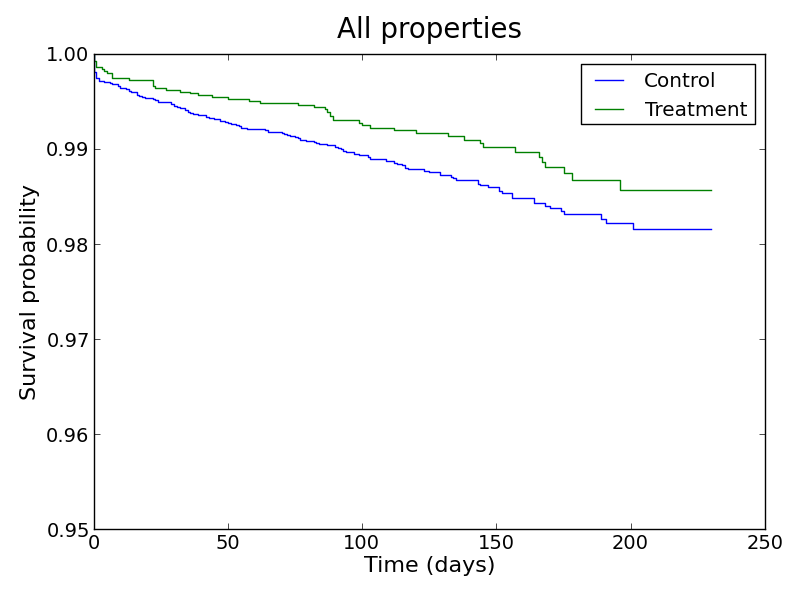 All properties
Control
Treatment
1.00
0.99
0.98
0.97
0.96
0.95
Survival probability
0 50 100 150 200 250
Time (days)